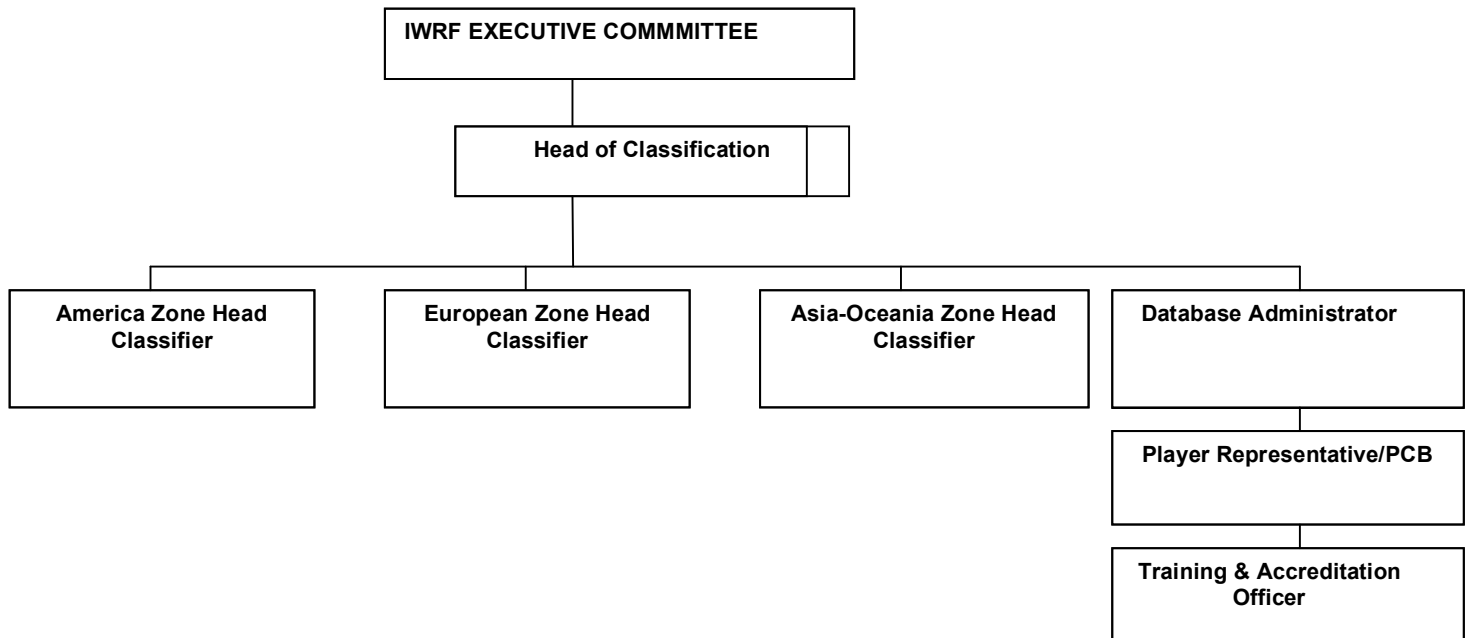 IWRF EXECUTIVE COMMMITTEE
Head of Classification
America Zone Head
Classifier
European Zone Head
Classifier
Asia-Oceania Zone Head
Classifier
Database Administrator
Player Representative/PCB
Training & Accreditation
Officer